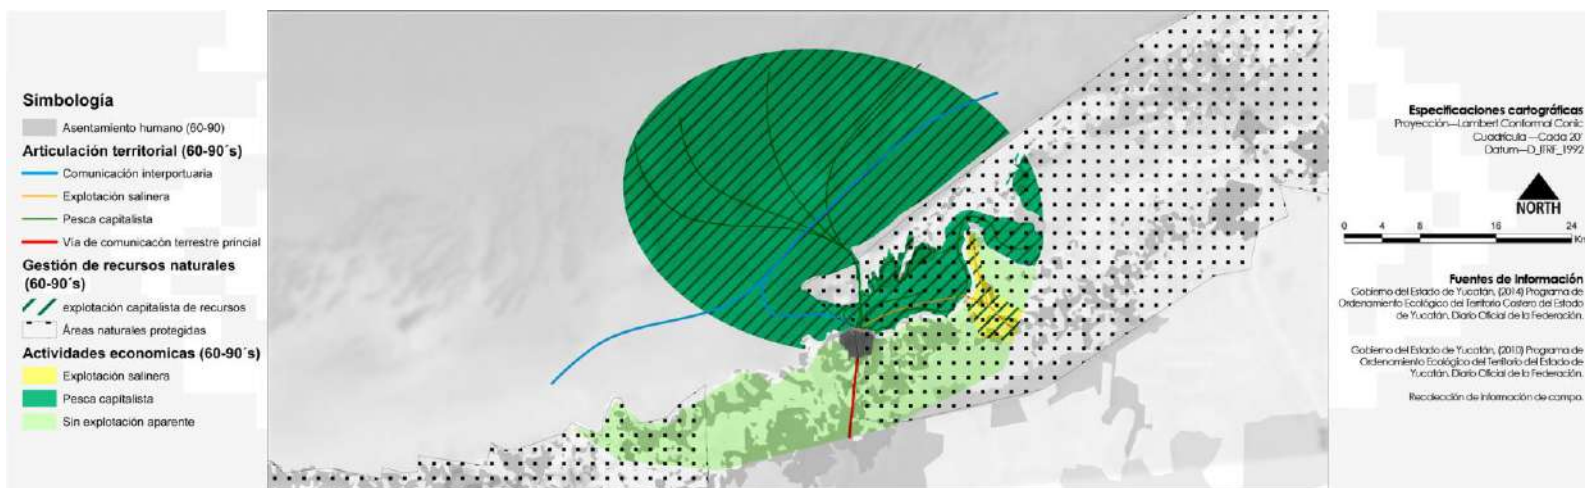 Simbología
Asentamiento humano (60-90)
Articulación territorial (60-90´s)
Comunicación interportuaria
Explotación salinera
Pesca capitalista
Vía de comunicacón terrestre princial
Gestión de recursos naturales
(60-90´s)
explotación capitalista de recursos
Áreas naturales protegidas
Actividades economicas (60-90´s)
Explotación salinera
Pesca capitalista
Sin explotación aparente
Especificaciones cartográficas
Proyección—Lambert Conformal Conic
Cuadrícula—Cada 20'
Datum—D_ITRF_1992
NORTH
0 4 8 16 24
Km
Fuentes de Información
Gobierno del Estado de Yucatán, (2014) Programa de
Ordenamiento Ecológico del Territorio Costero del Estado
de Yucatán. Diario Oficial de la Federación.
Gobierno del Estado de Yucatán, (2010) Programa de
Ordenamiento Ecológico del Territorio del Estado de
Yucatán. Diario Oficial de la Federación.
Recolección de información de campo.